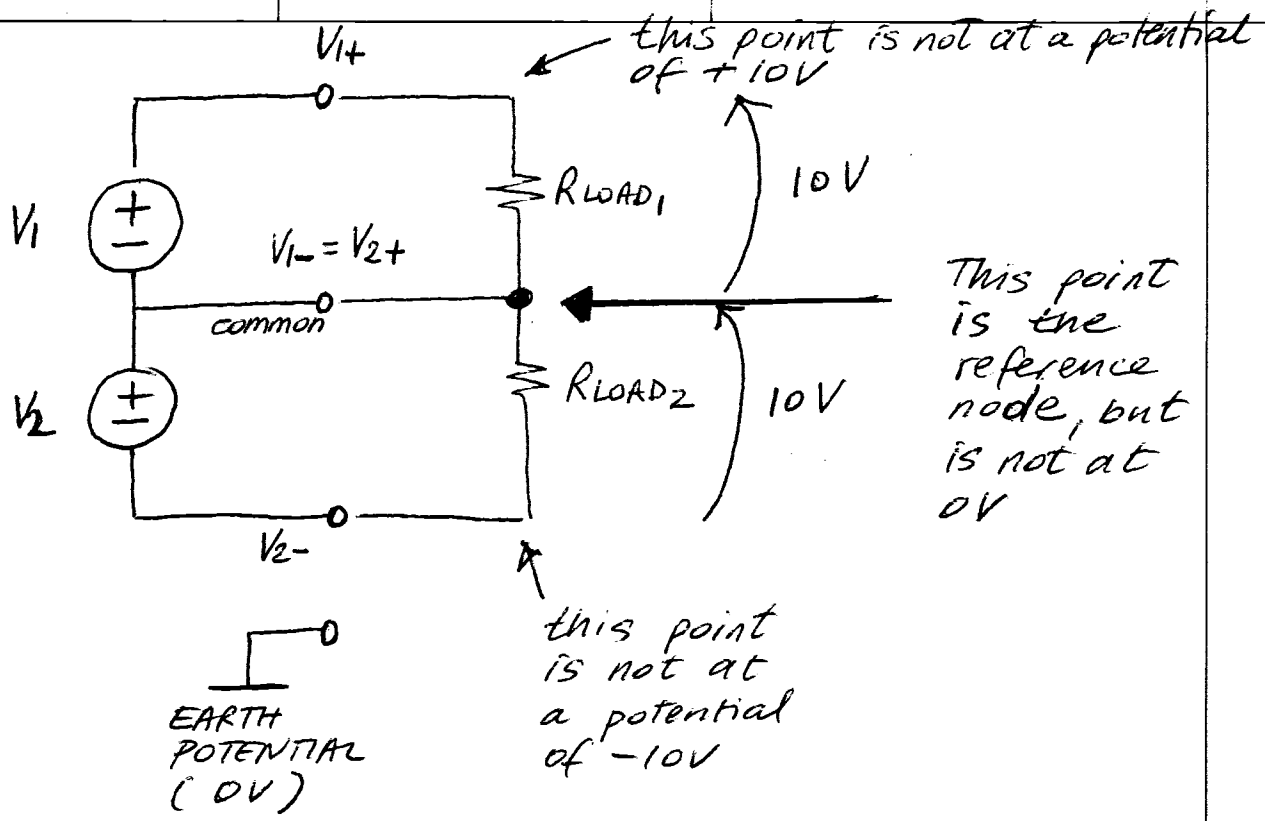 V1+
this point is not at a potential
of +10V
10V
RLOAD1
V1
+
−
V1- = V2+
common
This point
is the
reference
node, but
is not at
0V
V2
+
−
RLOAD2
10V
V2-
this point
is not at
a potential
of -10V
EARTH
POTENTIAL
(0V)